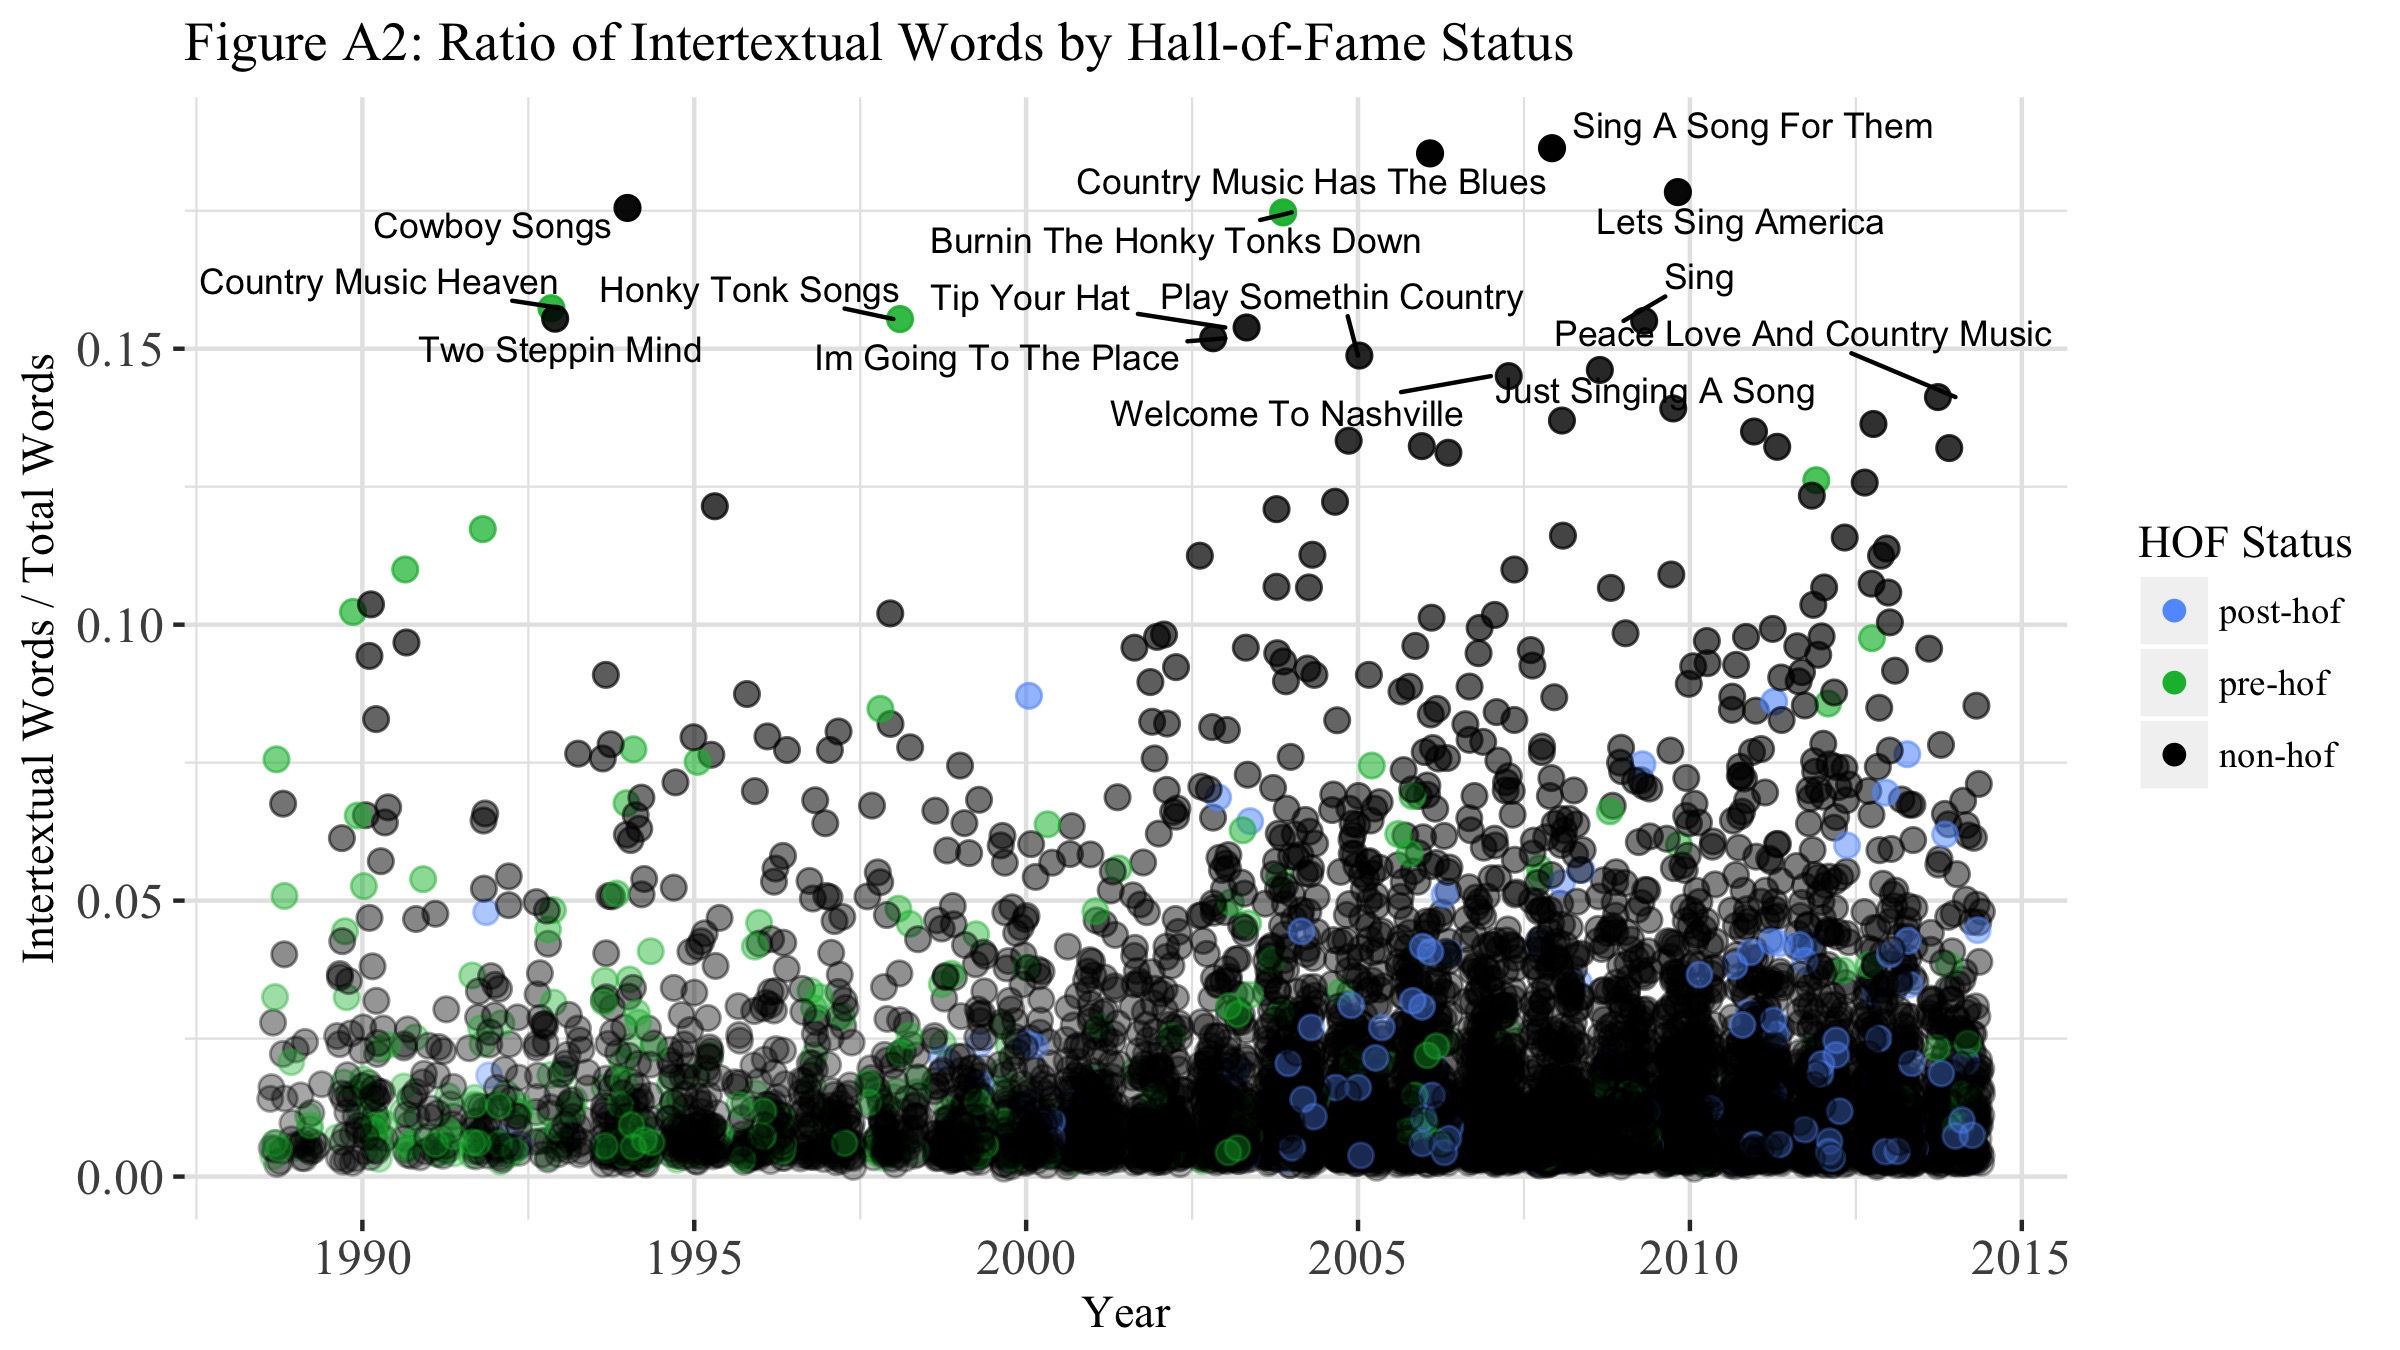 Figure A2: Ratio of Intertextual Words by Hall-of-Fame Status
Sing A Song For Them
Country Music Has The Blues
Cowboy Songs
Lets Sing America
Burnin The Honky Tonks Down
Country Music Heaven
Honky Tonk Songs
Tip Your Hat
Play Somethin Country
Sing
Two Steppin Mind
Im Going To The Place
Peace Love And Country Music
Welcome To Nashville
Just Singing A Song
Intertextual Words / Total Words
0.15
0.10
0.05
0.00
1990
1995
2000
2005
2010
2015
Year
HOF Status
post-hof
pre-hof
non-hof